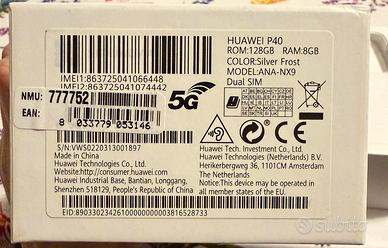 HUAWEI P40
ROM:128GB RAM:8GB
COLOR:Silver Frost
MODEL:ANA-NX9
Dual SIM
IMEI1:863725041066448
IMEI2:863725041074442
NMU: 777752
EAN:
8 033779 053146
5G
S/N:VWS0220313001897
Made in China
Huawei Technologies Co., Ltd.
Website:http://consumer.huawei.com
Huawei Industrial Base, Bantian, Longgang,
Shenzhen 518129, People's Republic of China
CE
Huawei Tech. Investment Co., Ltd.
Huawei Technologies (Netherlands) B.V.
Herikerbergweg 36, 1101CM Amsterdam
The Netherlands
Notice:This device may be operated in
all member states of the EU.
Subito